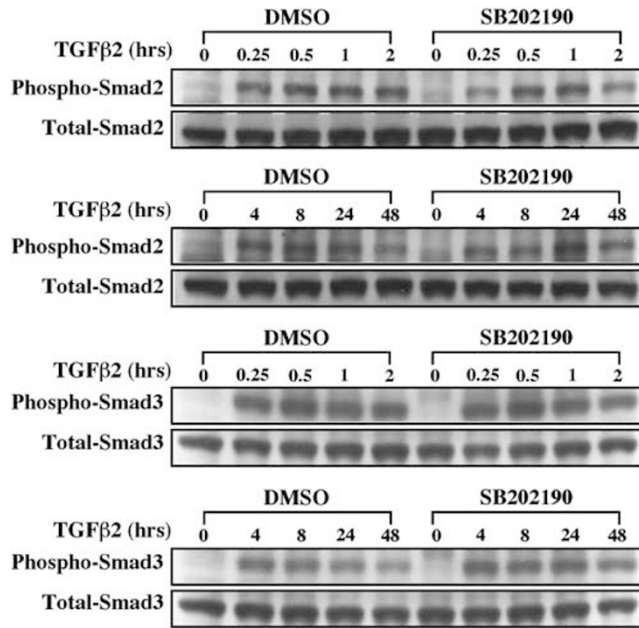 DMSO SB202190
TGFβ2 (hrs) 0 0.25 0.5 1 2 0 0.25 0.5 1 2
Phospho-Smad2
Total-Smad2
DMSO SB202190
TGFβ2 (hrs) 0 4 8 24 48 0 4 8 24 48
Phospho-Smad2
Total-Smad2
DMSO SB202190
TGFβ2 (hrs) 0 0.25 0.5 1 2 0 0.25 0.5 1 2
Phospho-Smad3
Total-Smad3
DMSO SB202190
TGFβ2 (hrs) 0 4 8 24 48 0 4 8 24 48
Phospho-Smad3
Total-Smad3